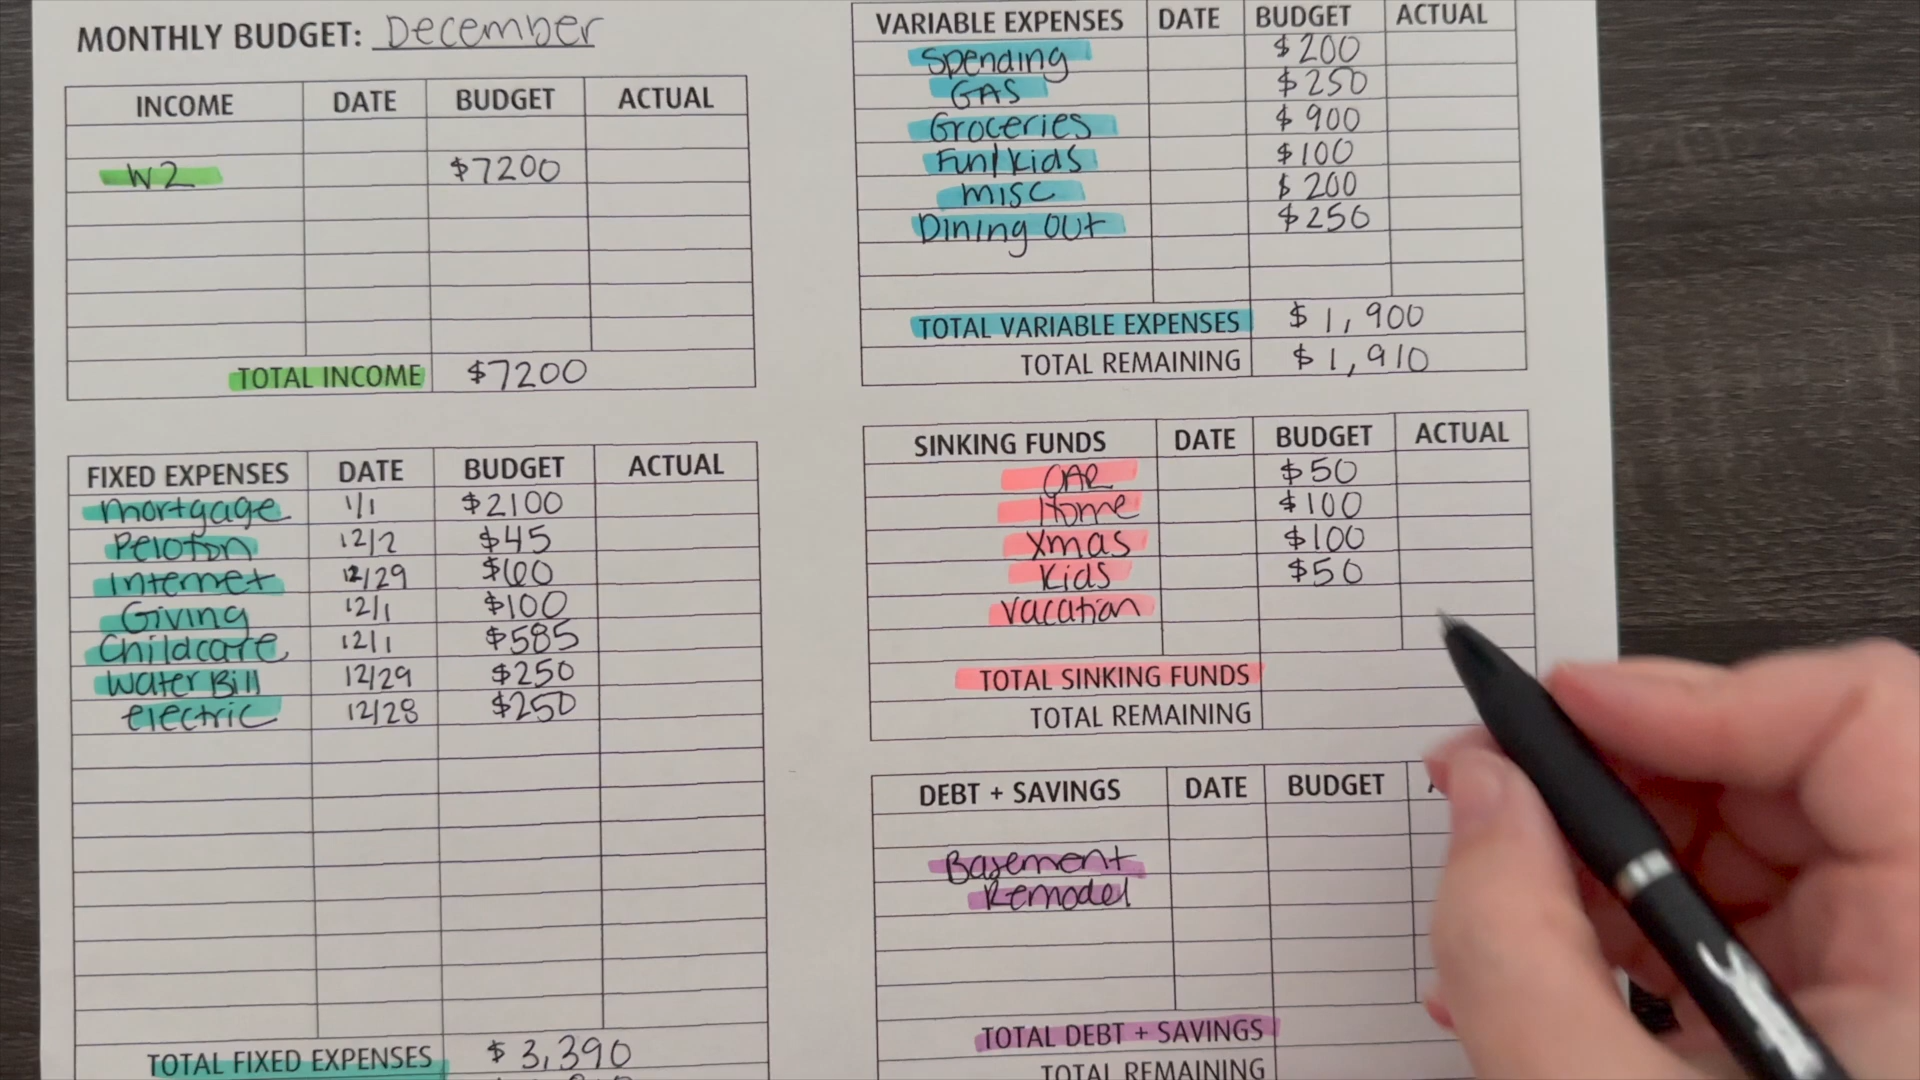 MONTHLY BUDGET: December
INCOME DATE BUDGET ACTUAL
W2 $7200
TOTAL INCOME $7200
FIXED EXPENSES DATE BUDGET ACTUAL
mortgage 1/1 $2100
Peloton 12/2 $45
Internet 12/29 $60
Giving 12/1 $100
Childcare 12/1 $585
Water Bill 12/29 $250
electric 12/28 $250
TOTAL FIXED EXPENSES $3,390
VARIABLE EXPENSES DATE BUDGET ACTUAL
Spending $200
GAS $250
Groceries $900
Fun/kids $100
misc $200
Dining Out $250
TOTAL VARIABLE EXPENSES $1,900
TOTAL REMAINING $1,910
SINKING FUNDS DATE BUDGET ACTUAL
CAR $50
Home $100
Xmas $100
Kids $50
Vacation
TOTAL SINKING FUNDS
TOTAL REMAINING
DEBT + SAVINGS DATE BUDGET
Basement
Remodel
TOTAL DEBT + SAVINGS
TOTAL REMAINING